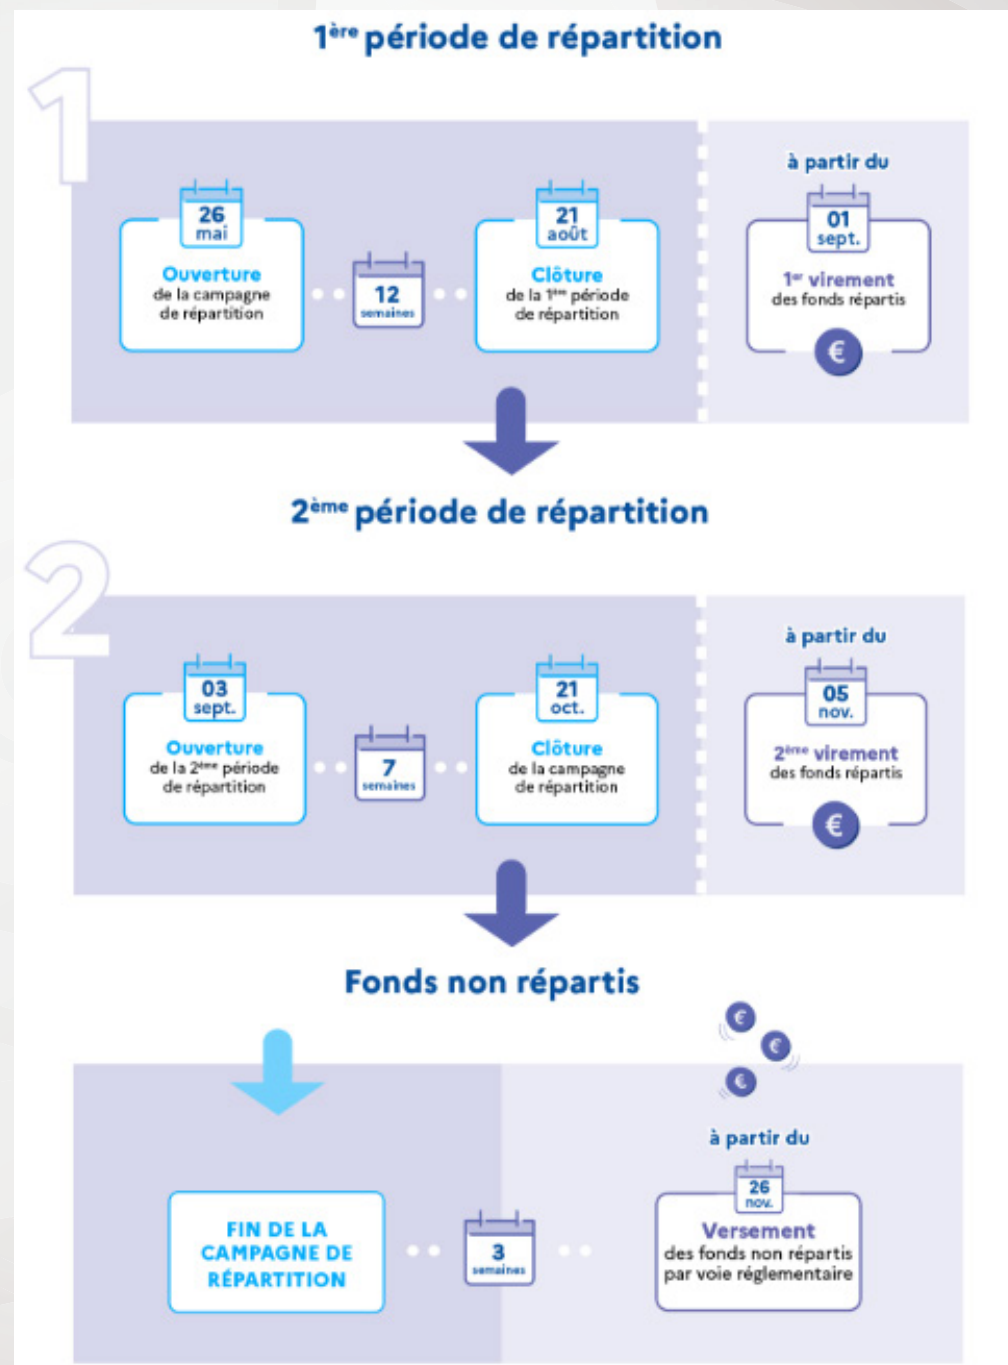 1ère période de répartition
1
à partir du
26
mai
Ouverture
de la campagne
de répartition
12
semaines
21
août
Clôture
de la 1ère période
de répartition
01
sept.
1er virement
des fonds répartis
€
2ème période de répartition
2
à partir du
03
sept.
Ouverture
de la 2ème période
de répartition
7
semaines
21
oct.
Clôture
de la campagne
de répartition
05
nov.
2ème virement
des fonds répartis
€
Fonds non répartis
€
€
€
à partir du
FIN DE LA
CAMPAGNE DE
RÉPARTITION
3
semaines
26
nov.
Versement
des fonds non répartis
par voie réglementaire